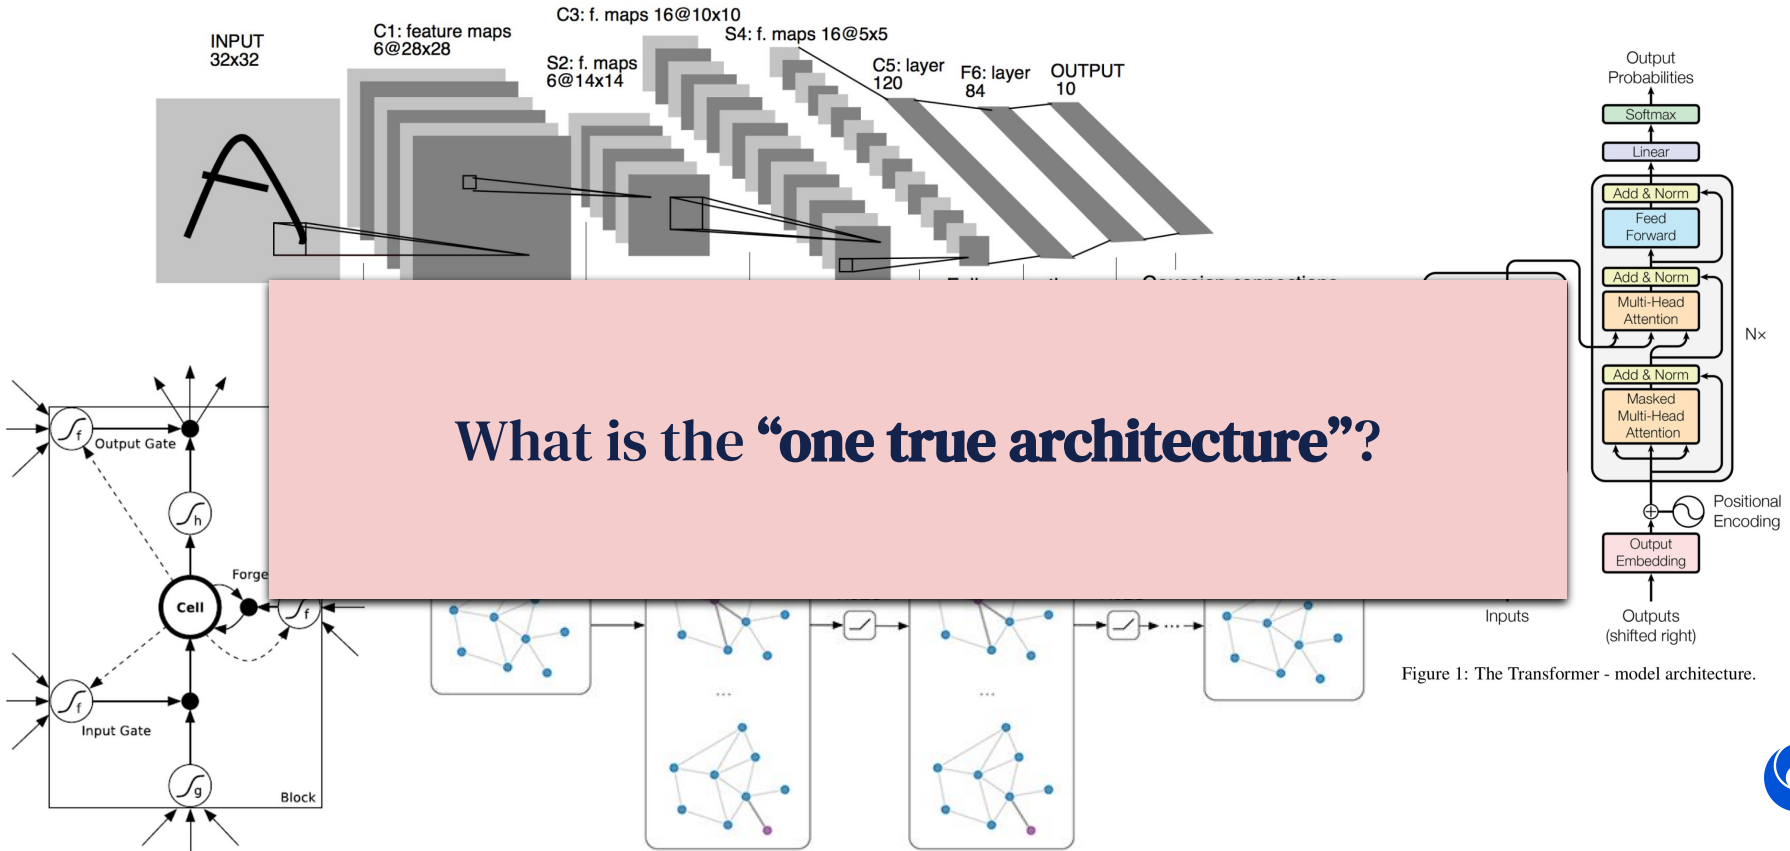 INPUT
32x32
C1: feature maps
6@28x28
C3: f. maps 16@10x10
S2: f. maps
6@14x14
S4: f. maps 16@5x5
C5: layer
120
F6: layer
84
OUTPUT
10
What is the “one true architecture”?
f
Output Gate
h
Cell
Forge
f
f
Input Gate
g
Block
...
...
...
Output
Probabilities
Softmax
Linear
Add & Norm
Feed
Forward
Add & Norm
Multi-Head
Attention
N×
Add & Norm
Masked
Multi-Head
Attention
Positional
Encoding
Output
Embedding
Inputs
Outputs
(shifted right)
Figure 1: The Transformer - model architecture.